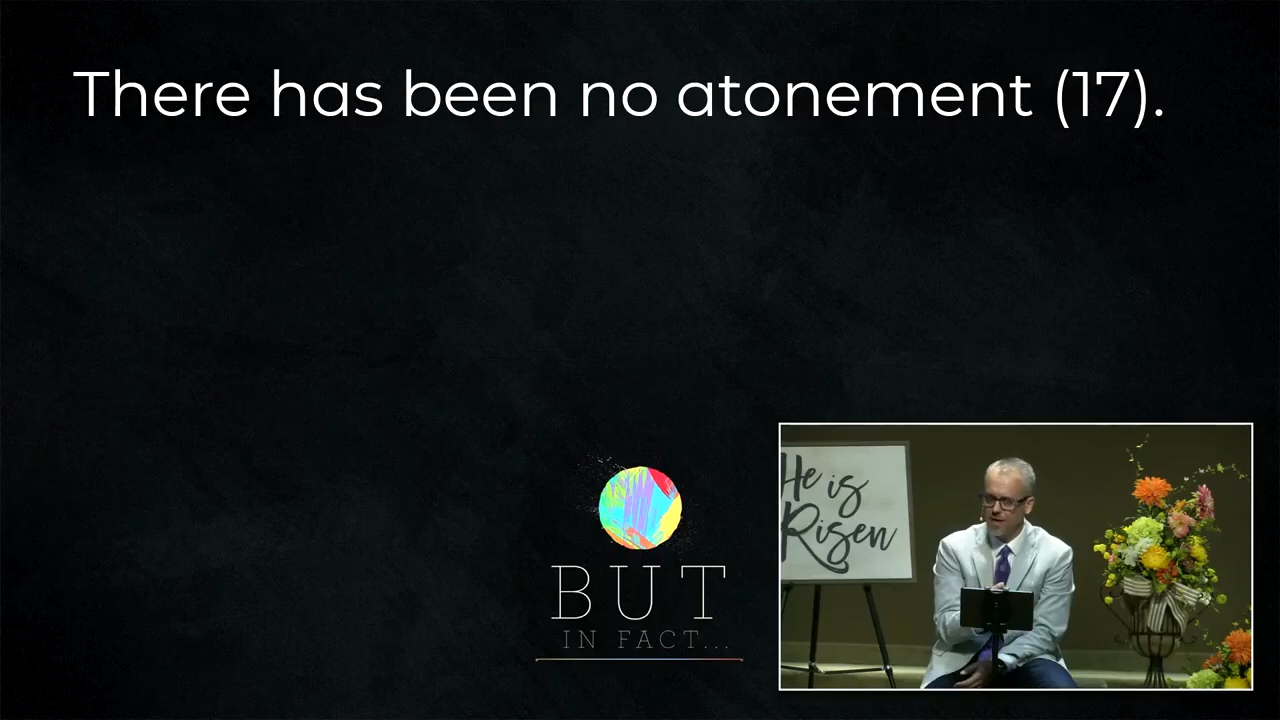 There has been no atonement (17).
BUT
IN FACT...
He is
Risen